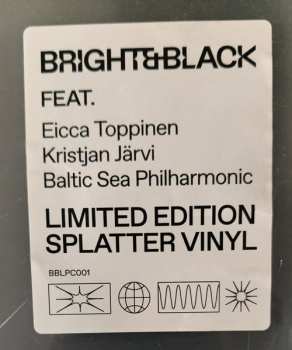 BRIGHT&BLACK
FEAT.
Eicca Toppinen
Kristjan Järvi
Baltic Sea Philharmonic
LIMITED EDITION
SPLATTER VINYL
BBLPC001